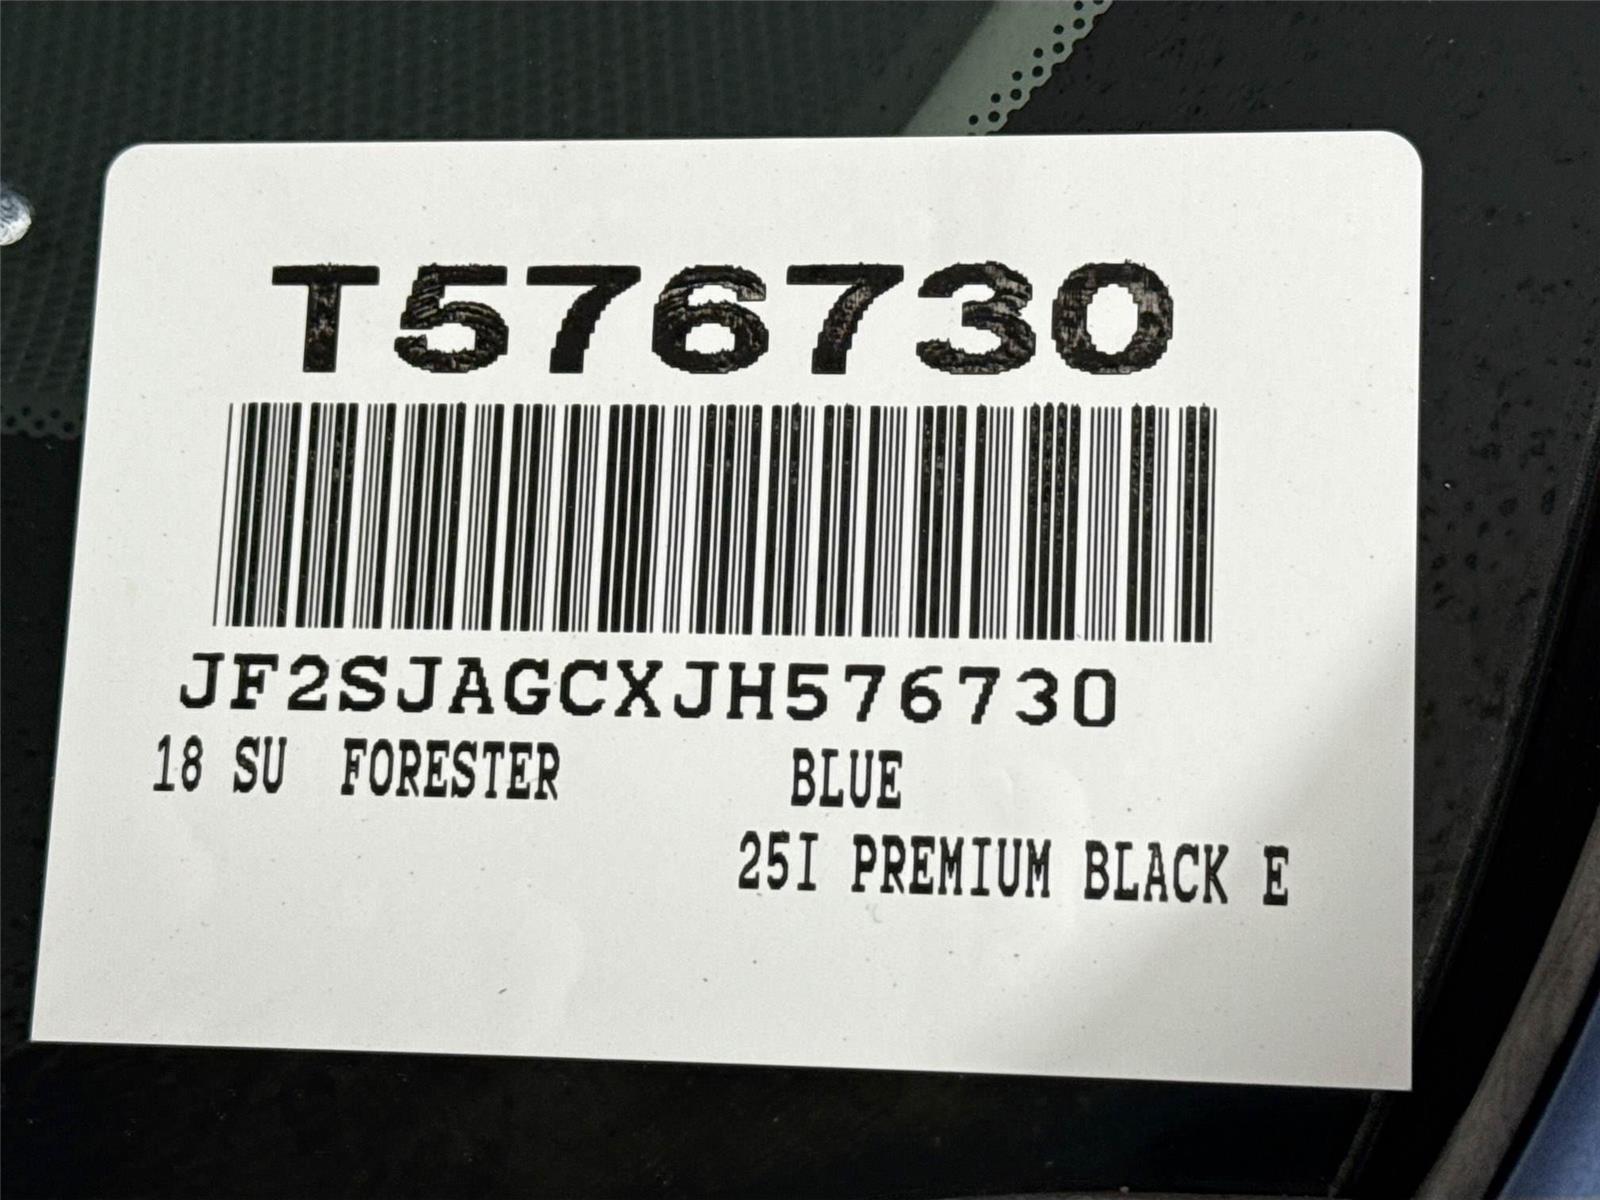 T576730
JF2SJAGCXJH576730
18 SU FORESTER BLUE
25I PREMIUM BLACK E